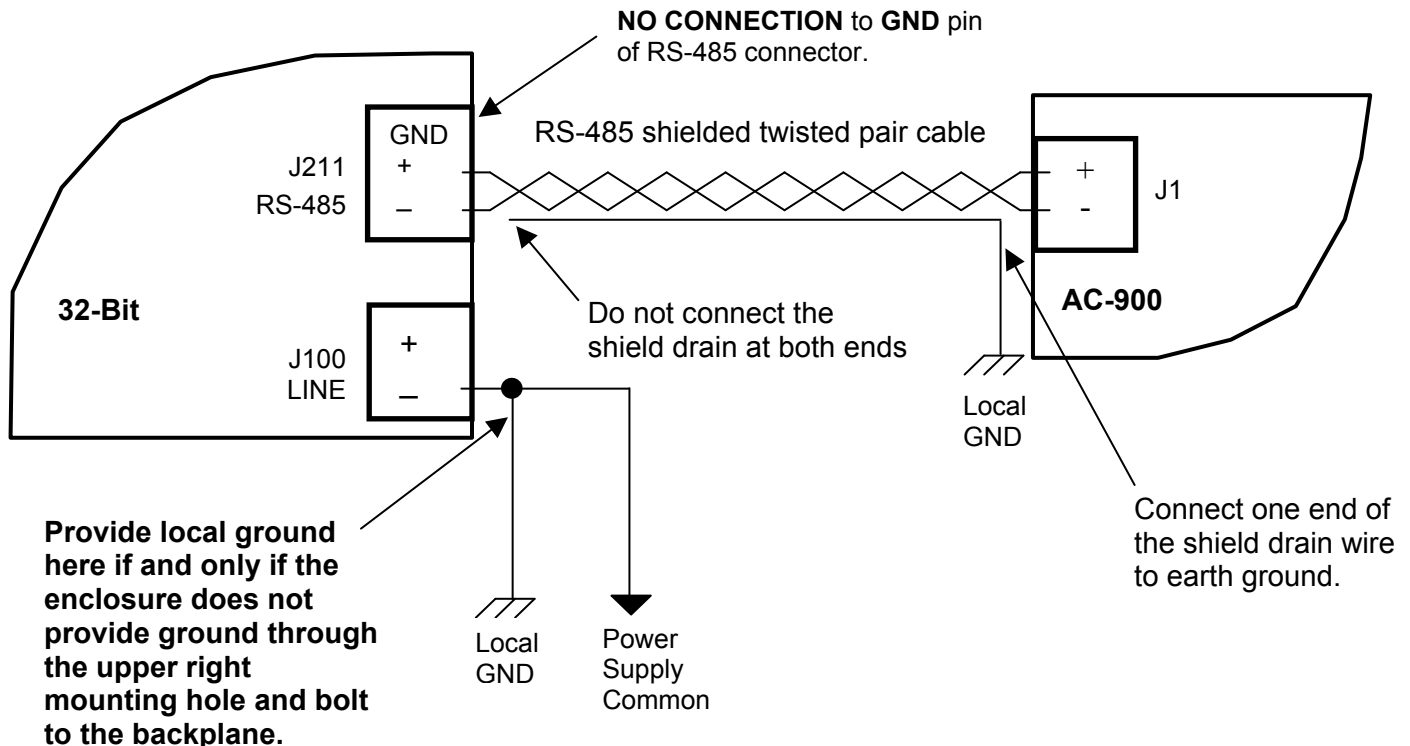 NO CONNECTION to GND pin
of RS-485 connector.
RS-485 shielded twisted pair cable
GND
+
–
J211
RS-485
+
-
J1
32-Bit
AC-900
Do not connect the
shield drain at both ends
J100
LINE
+
–
Local
GND
Connect one end of
the shield drain wire
to earth ground.
Provide local ground
here if and only if the
enclosure does not
provide ground through
the upper right
mounting hole and bolt
to the backplane.
Local
GND
Power
Supply
Common